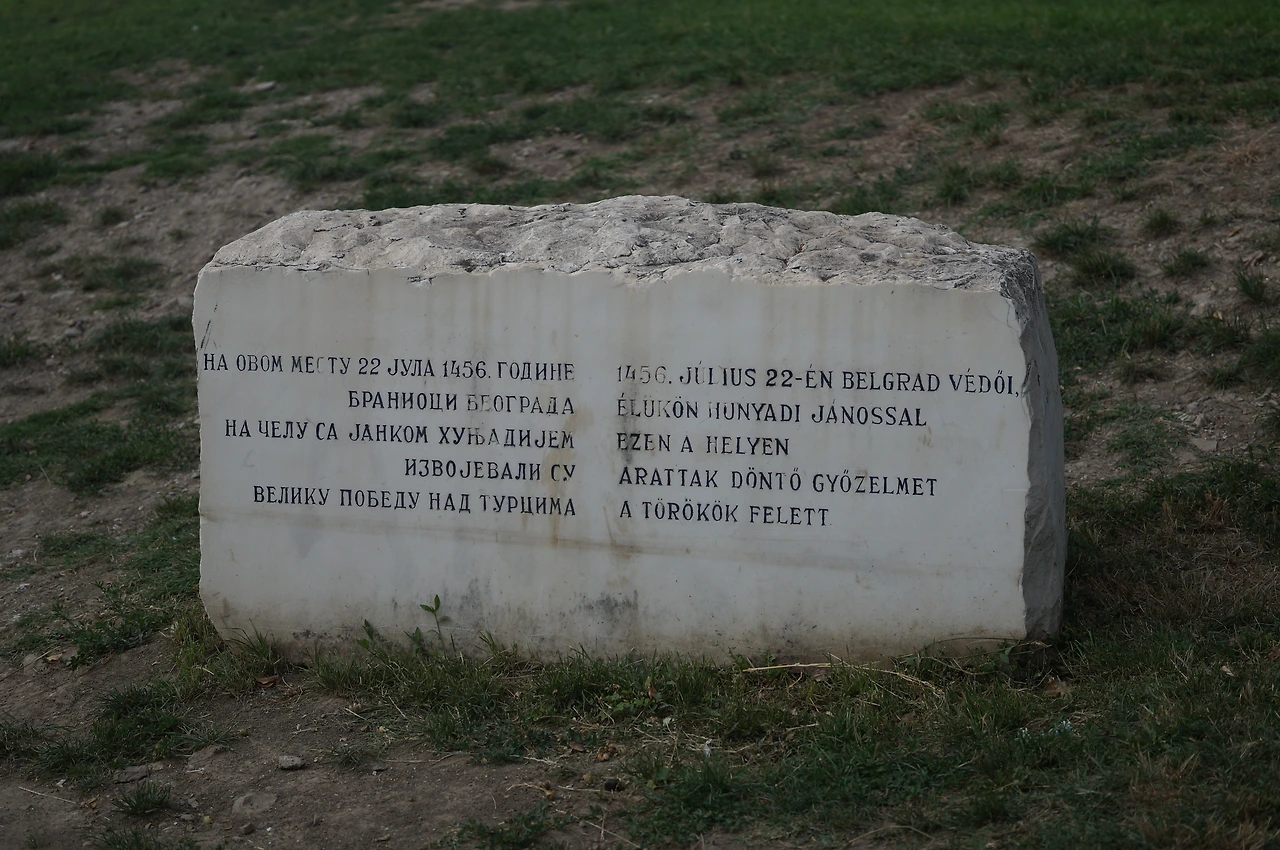 НА ОВОМ МЕСТУ 22 ЈУЛА 1456. ГОДИНЕ
БРАНИОЦИ БЕОГРАДА
НА ЧЕЛУ СА ЈАНКОМ ХУЊАДИЈЕМ
ИЗВОЈЕВАЛИ СУ
ВЕЛИКУ ПОБЕДУ НАД ТУРЦИМА
1456. JÚLIUS 22-ÉN BELGRAD VÉDŐI,
ÉLÜKÖN HUNYADI JÁNOSSAL
EZEN A HELYEN
ARATTAK DÖNTŐ GYŐZELMET
A TÖRÖKÖK FELETT